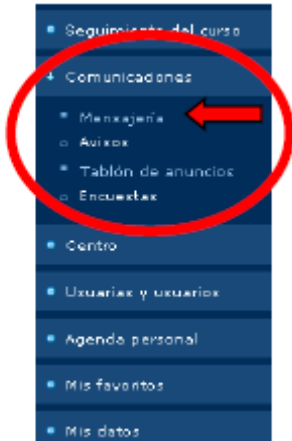 Seguimiento del curso
Comunicaciones
Mensajería
Avisos
Tablón de anuncios
Encuestas
Centro
Usuarias y usuarios
Agenda personal
Mis favoritos
Mis datos